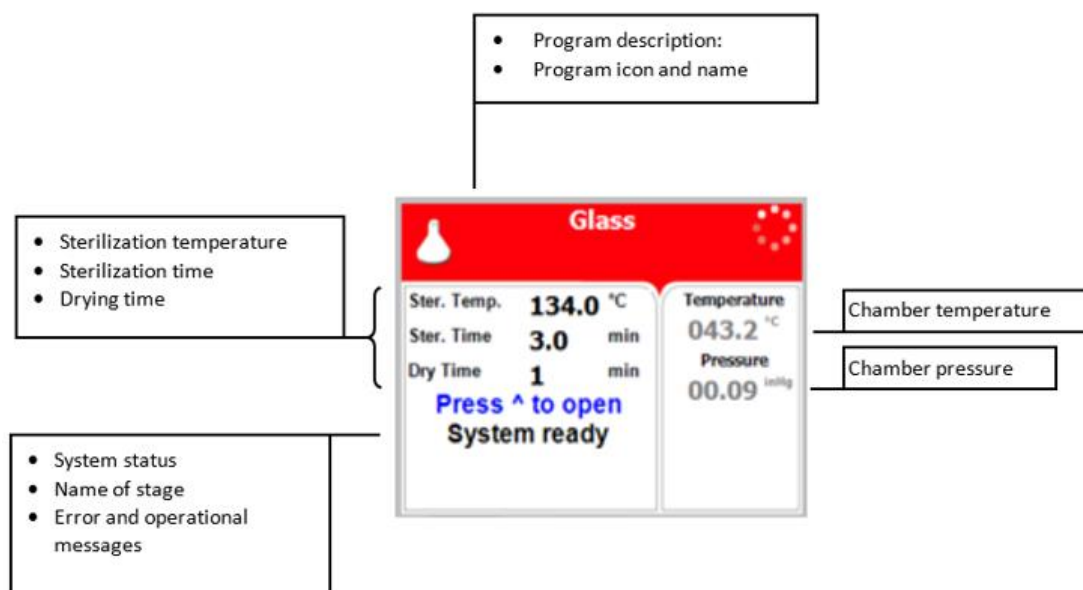 • Program description:
• Program icon and name
• Sterilization temperature
• Sterilization time
• Drying time
Glass
Ster. Temp. 134.0 °C
Ster. Time 3.0 min
Dry Time 1 min
Press ^ to open
System ready
Temperature
043.2 °C
Pressure
00.09 inHg
Chamber temperature
Chamber pressure
• System status
• Name of stage
• Error and operational
messages